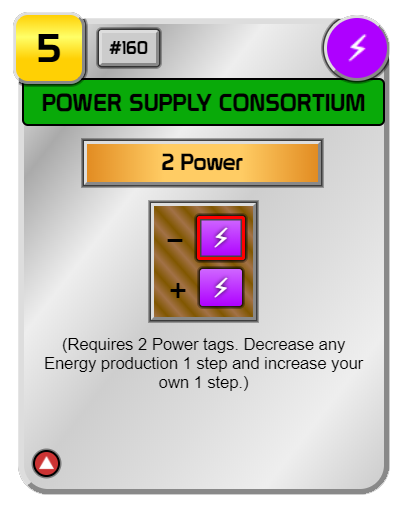 5
#160
POWER SUPPLY CONSORTIUM
2 Power
−
+
(Requires 2 Power tags. Decrease any
Energy production 1 step and increase your
own 1 step.)